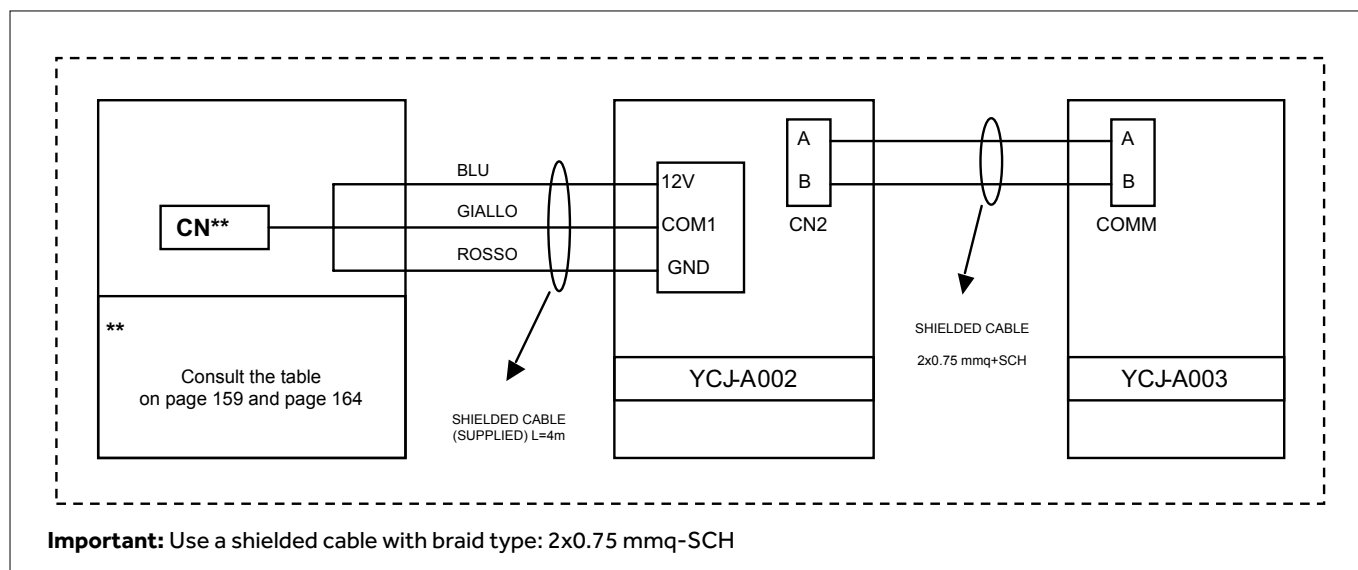 CN**
**
Consult the table
on page 159 and page 164
BLU
GIALLO
ROSSO
SHIELDED CABLE
(SUPPLIED) L=4m
12V
COM1
GND
A
B
CN2
YCJ-A002
SHIELDED CABLE
2x0.75 mmq+SCH
A
B
COMM
YCJ-A003
Important: Use a shielded cable with braid type: 2x0.75 mmq-SCH